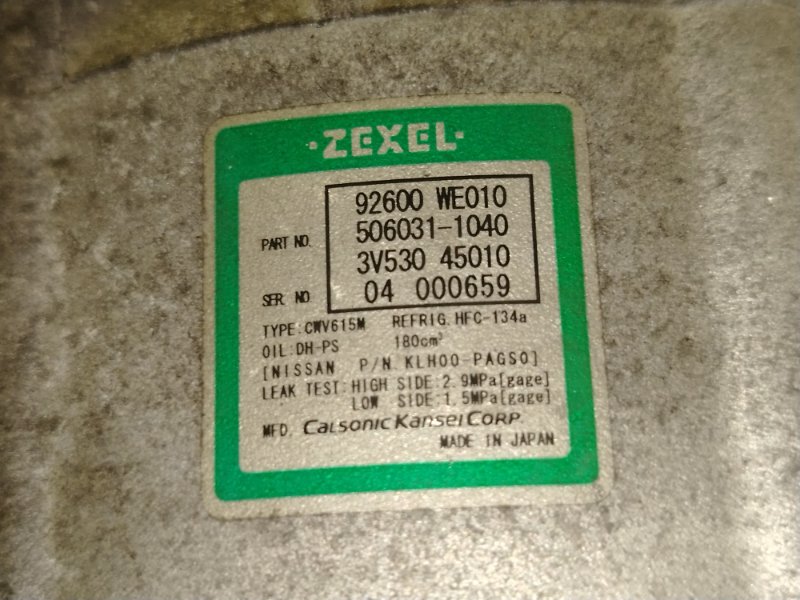 ·ZEXEL·
92600 WE010
PART NO. 506031-1040
3V530 45010
SER. NO 04 000659
TYPE:CWV615M REFRIG.HFC-134a
OIL:DH-PS 180cm³
[NISSAN P/N.KLH00-PAGS0]
LEAK TEST:HIGH SIDE:2.9MPa[gage]
LOW SIDE:1.5MPa[gage]
MFD. CALSONIC KANSEI CORP.
MADE IN JAPAN